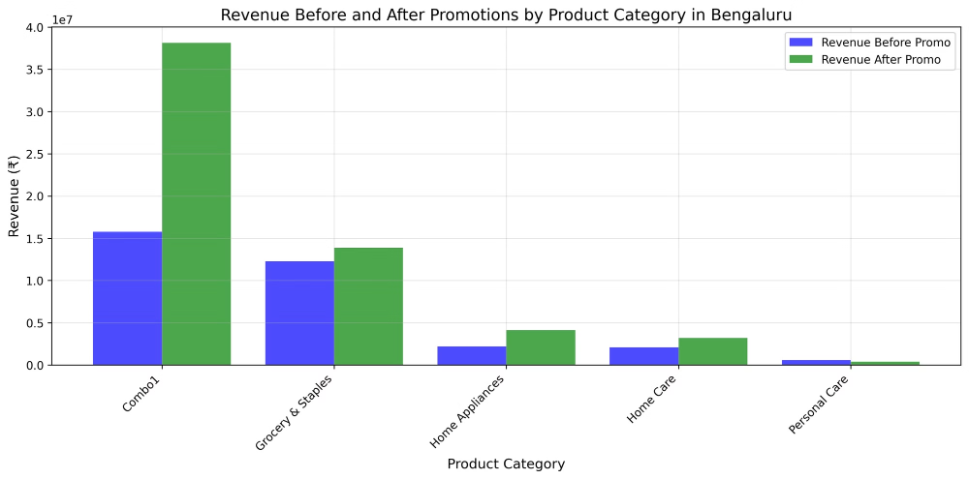 Revenue Before and After Promotions by Product Category in Bengaluru
1e7
4.0
3.5
3.0
2.5
2.0
1.5
1.0
0.5
0.0
Revenue (₹)
Revenue Before Promo
Revenue After Promo
Combo1
Grocery & Staples
Home Appliances
Home Care
Personal Care
Product Category